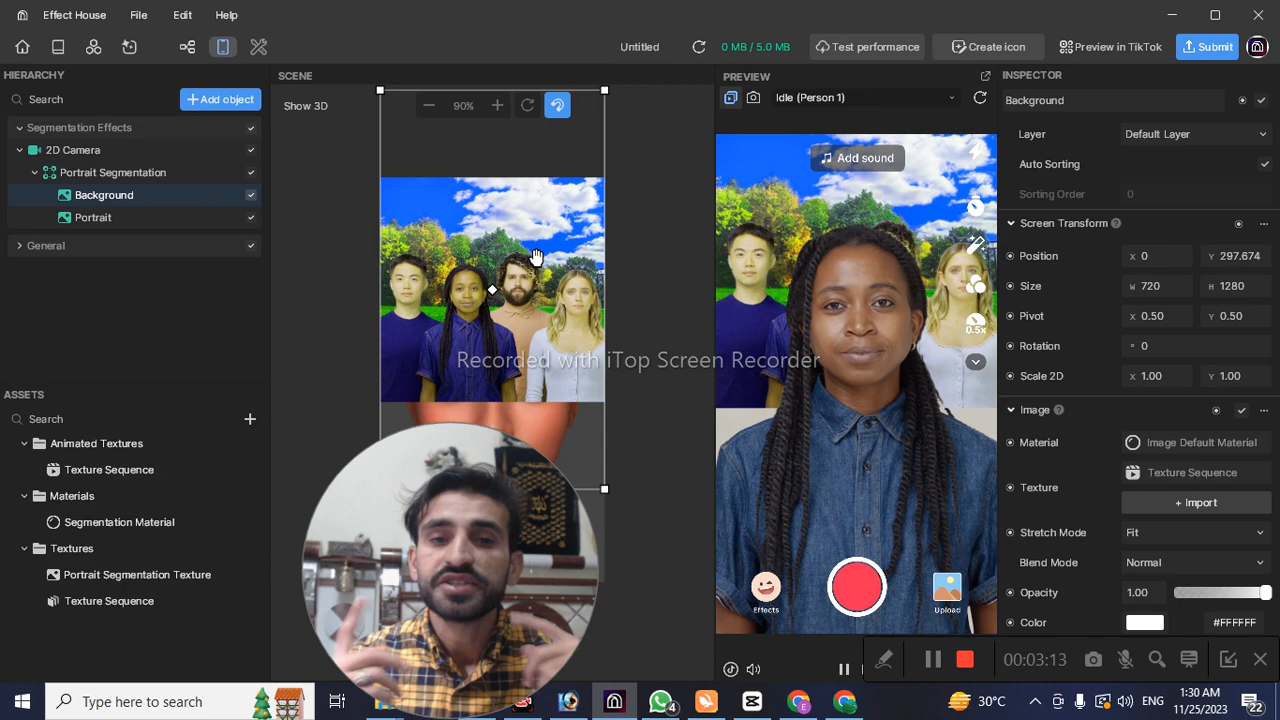 Effect House File Edit Help
Untitled 0 MB / 5.0 MB Test performance Create icon Preview in TikTok Submit
HIERARCHY
Search
+ Add object
Segmentation Effects
2D Camera
Portrait Segmentation
Background
Portrait
General
ASSETS
Search +
Animated Textures
Texture Sequence
Materials
Segmentation Material
Textures
Portrait Segmentation Texture
Texture Sequence
SCENE
Show 3D
90%
Recorded with iTop Screen Recorder
PREVIEW
Idle (Person 1)
Add sound
0.5x
Effects
Upload
INSPECTOR
Background
Layer Default Layer
Auto Sorting
Sorting Order 0
Screen Transform
Position X 0 Y 297.674
Size W 720 H 1280
Pivot X 0.50 Y 0.50
Rotation ° 0
Scale 2D X 1.00 Y 1.00
Image
Material Image Default Material
Texture Sequence
Texture
+ Import
Stretch Mode Fit
Blend Mode Normal
Opacity 1.00
Color #FFFFFF
00:03:13
Type here to search
4
30°C
ENG
1:30 AM
11/25/2023
22